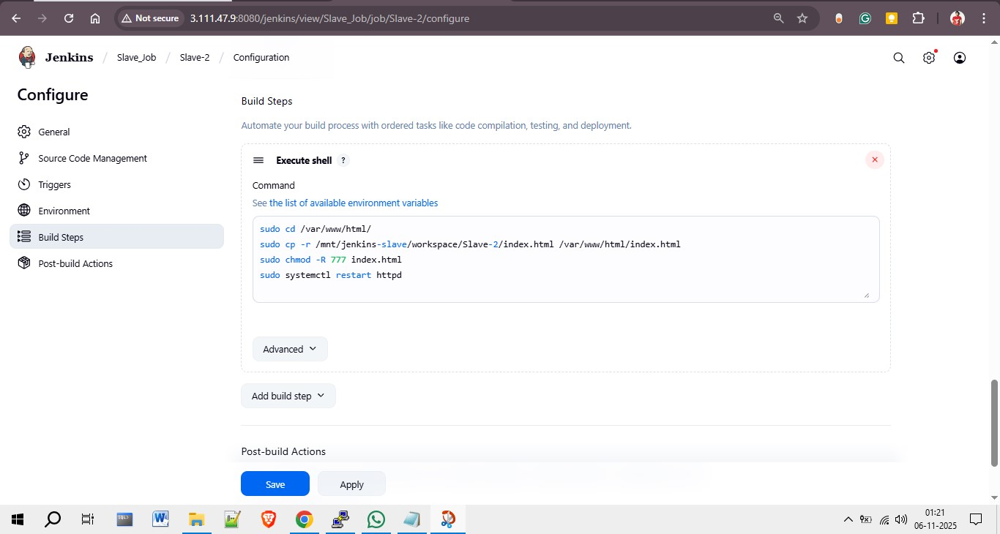 Not secure 3.111.47.9:8080/jenkins/view/Slave_Job/job/Slave-2/configure
Jenkins / Slave_Job / Slave-2 / Configuration
Configure
General
Source Code Management
Triggers
Environment
Build Steps
Post-build Actions
Build Steps
Automate your build process with ordered tasks like code compilation, testing, and deployment.
Execute shell ?
Command
See the list of available environment variables
sudo cd /var/www/html/
sudo cp -r /mnt/jenkins-slave/workspace/Slave-2/index.html /var/www/html/index.html
sudo chmod -R 777 index.html
sudo systemctl restart httpd
Advanced
Add build step
Post-build Actions
Save Apply
01:21
06-11-2025